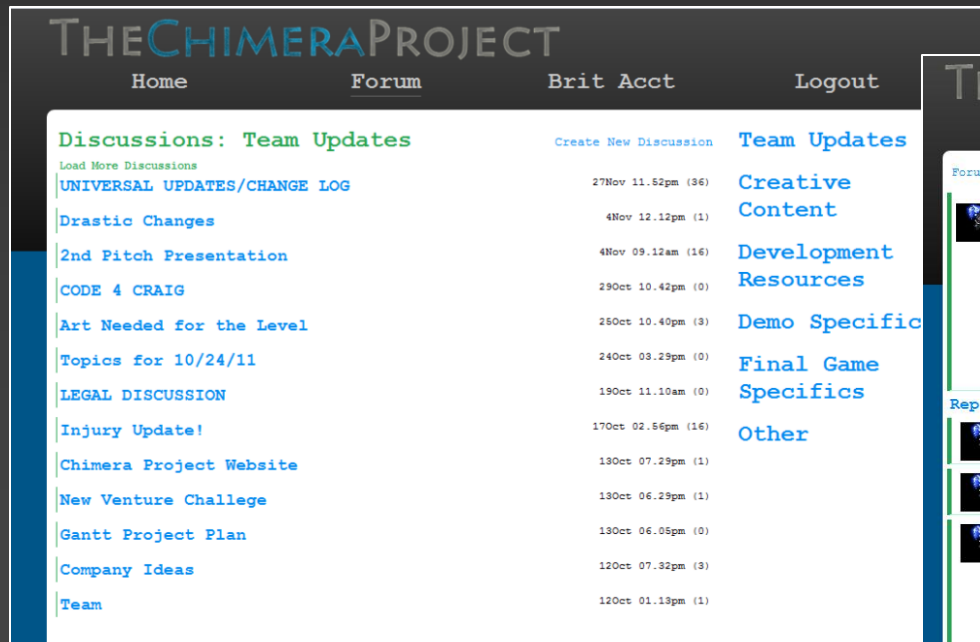 THECHIMERAPROJECT
Home Forum Brit Acct Logout
Discussions: Team Updates
Create New Discussion
Load More Discussions
UNIVERSAL UPDATES/CHANGE LOG 27Nov 11.52pm (36)
Drastic Changes 4Nov 12.12pm (1)
2nd Pitch Presentation 4Nov 09.12am (16)
CODE 4 CRAIG 29Oct 10.42pm (0)
Art Needed for the Level 25Oct 10.40pm (3)
Topics for 10/24/11 24Oct 03.29pm (0)
LEGAL DISCUSSION 19Oct 11.10am (0)
Injury Update! 17Oct 02.56pm (16)
Chimera Project Website 13Oct 07.29pm (1)
New Venture Challege 13Oct 06.29pm (1)
Gantt Project Plan 13Oct 06.05pm (0)
Company Ideas 12Oct 07.32pm (3)
Team 12Oct 01.13pm (1)
Team Updates
Creative
Content
Development
Resources
Demo Specific
Final Game
Specifics
Other
Foru
Rep